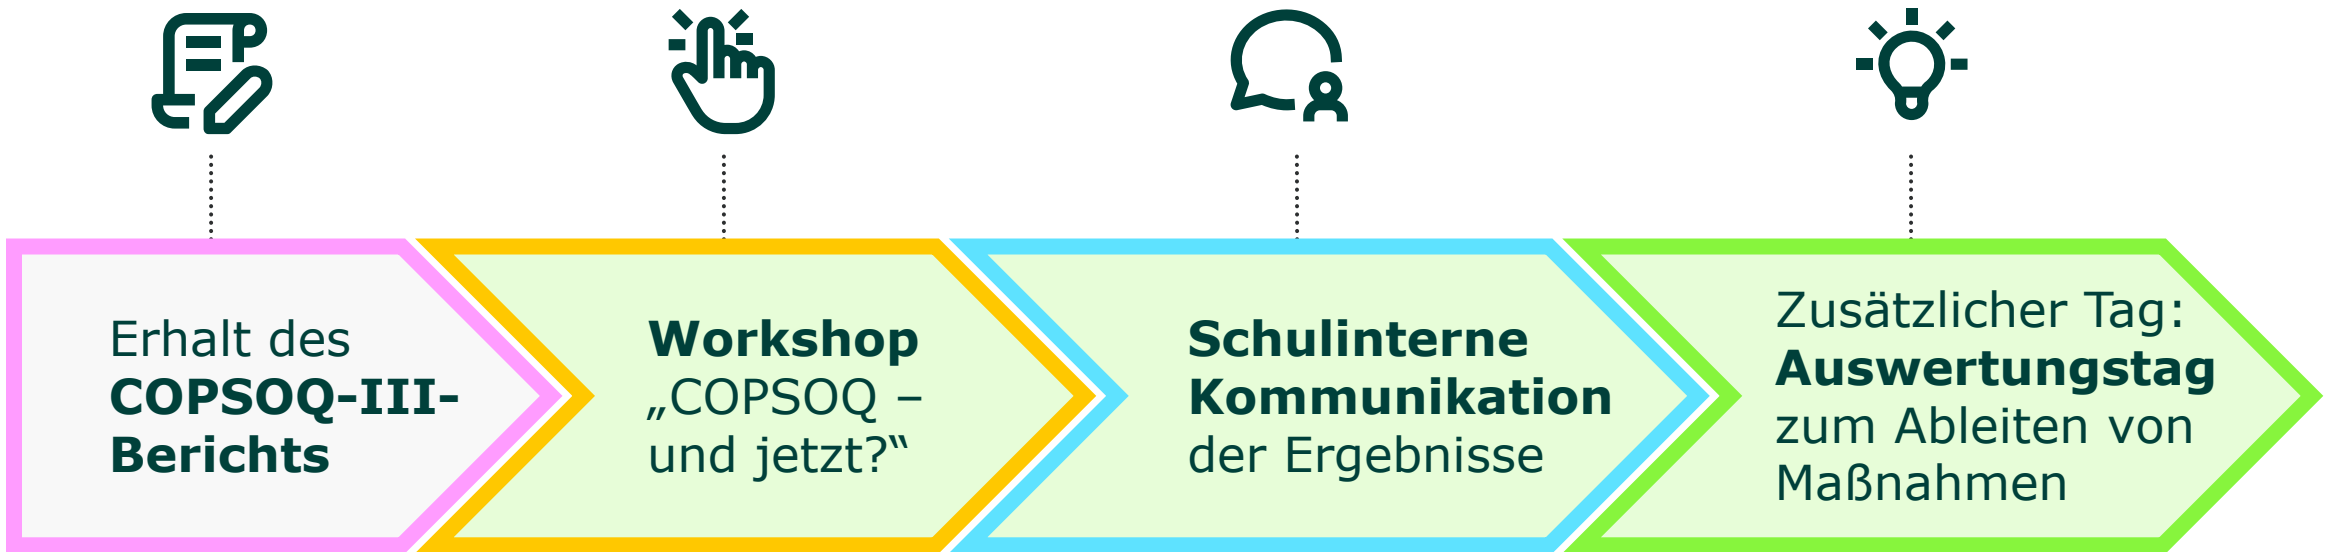 Erhalt des
COPSOQ-III-
Berichts
Workshop
„COPSOQ –
und jetzt?“
Schulinterne
Kommunikation
der Ergebnisse
Zusätzlicher Tag:
Auswertungstag
zum Ableiten von
Maßnahmen